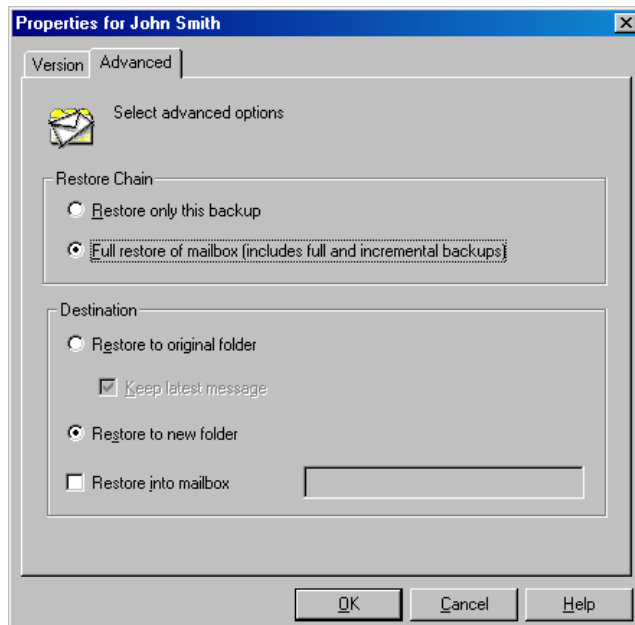 Properties for John Smith
Version Advanced
Select advanced options
Restore Chain
Restore only this backup
Full restore of mailbox (includes full and incremental backups)
Destination
Restore to original folder
Keep latest message
Restore to new folder
Restore into mailbox
OK Cancel Help